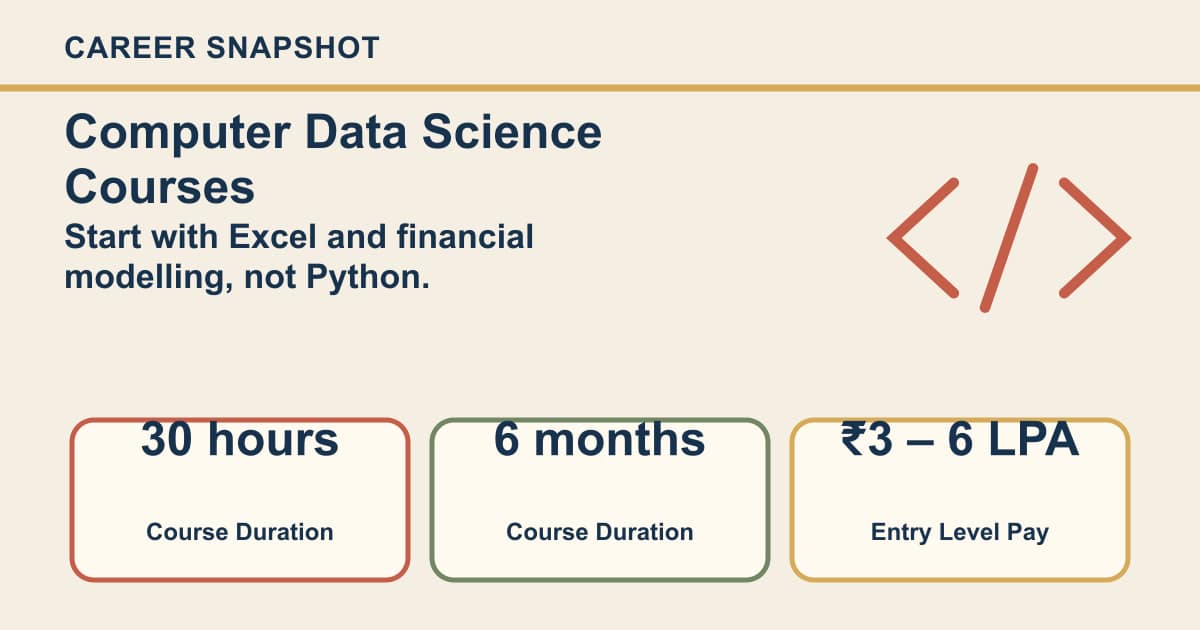 CAREER SNAPSHOT
Computer Data Science
Courses
Start with Excel and financial
modelling, not Python.
30 hours
Course Duration
6 months
Course Duration
₹3 – 6 LPA
Entry Level Pay